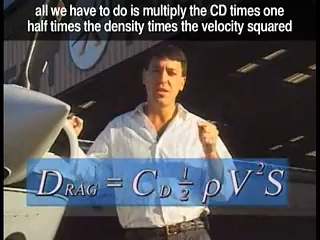 all we have to do is multiply the CD times one
half times the density times the velocity squared
DRAG = CD ½ ρV²S